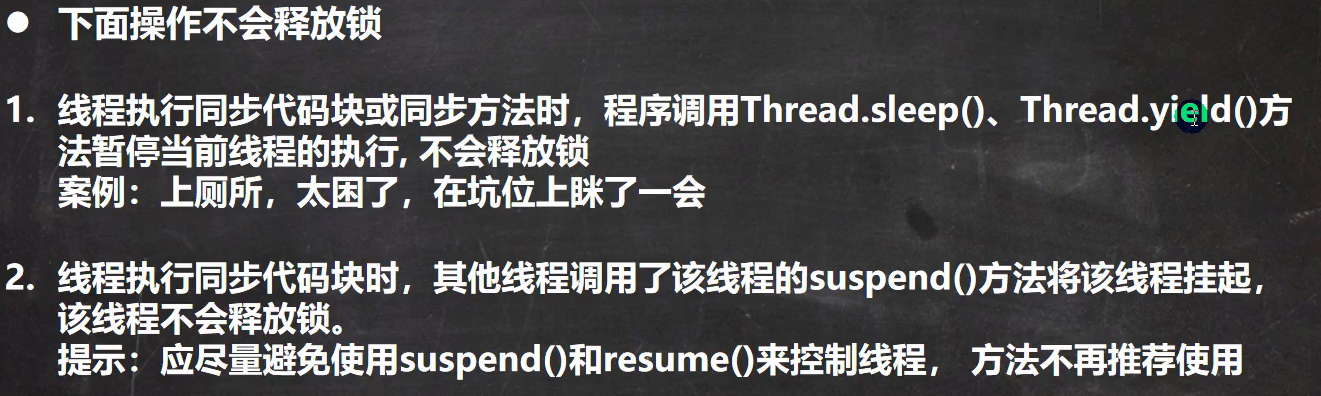 ● 下面操作不会释放锁
1. 线程执行同步代码块或同步方法时，程序调用Thread.sleep()、Thread.yield()方
法暂停当前线程的执行, 不会释放锁
案例：上厕所，太困了，在坑位上眯了一会
2. 线程执行同步代码块时，其他线程调用了该线程的suspend()方法将该线程挂起，
该线程不会释放锁。
提示：应尽量避免使用suspend()和resume()来控制线程， 方法不再推荐使用